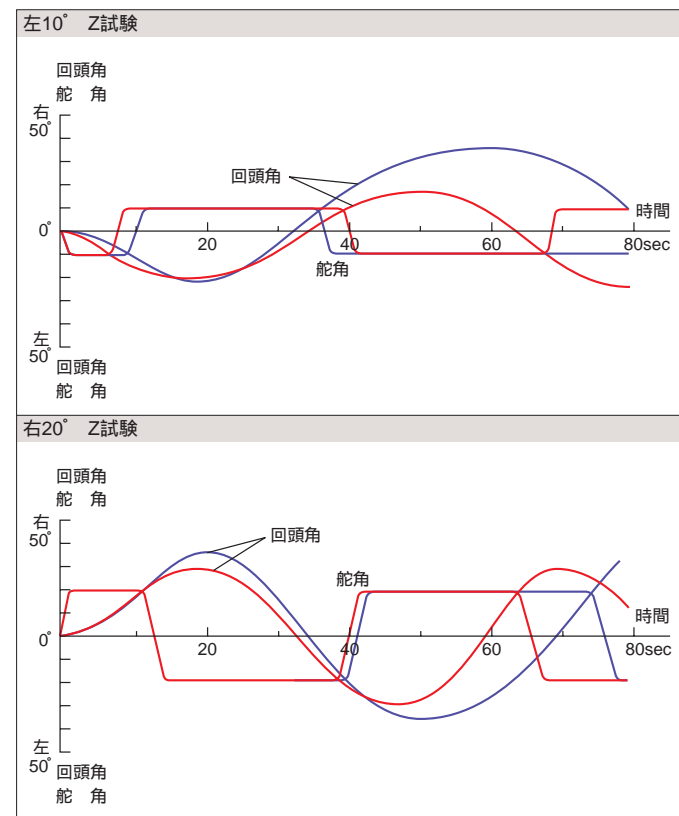 左10° Z試験
回頭角
舵 角
右
50°
回頭角
時間
0°
20
40
60
80sec
舵角
左
50°
回頭角
舵 角
右20° Z試験
回頭角
舵 角
右
50°
回頭角
舵角
時間
0°
20
40
60
80sec
左
50°
回頭角
舵 角